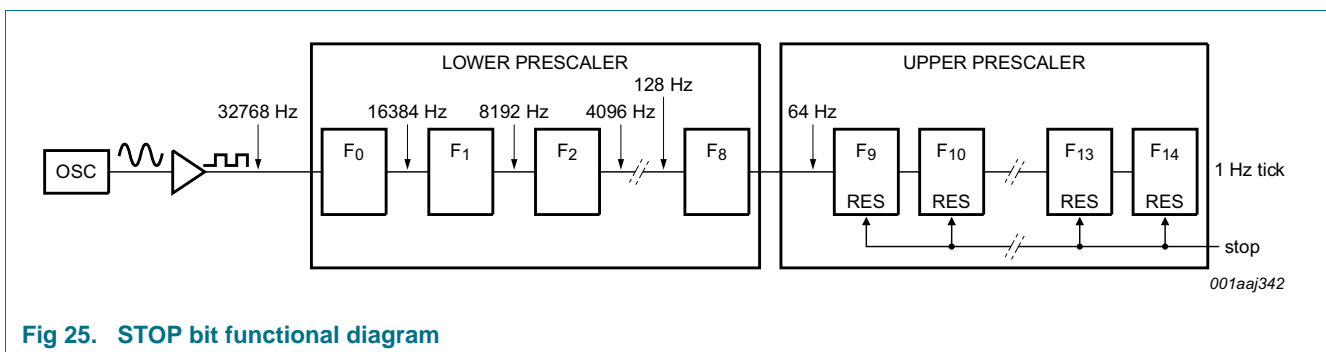 LOWER PRESCALER
UPPER PRESCALER
128 Hz
32768 Hz
16384 Hz
8192 Hz
4096 Hz
64 Hz
OSC
F0
F1
F2
F8
F9
F10
F13
F14
1 Hz tick
RES
RES
RES
RES
stop
001aaj342
Fig 25. STOP bit functional diagram